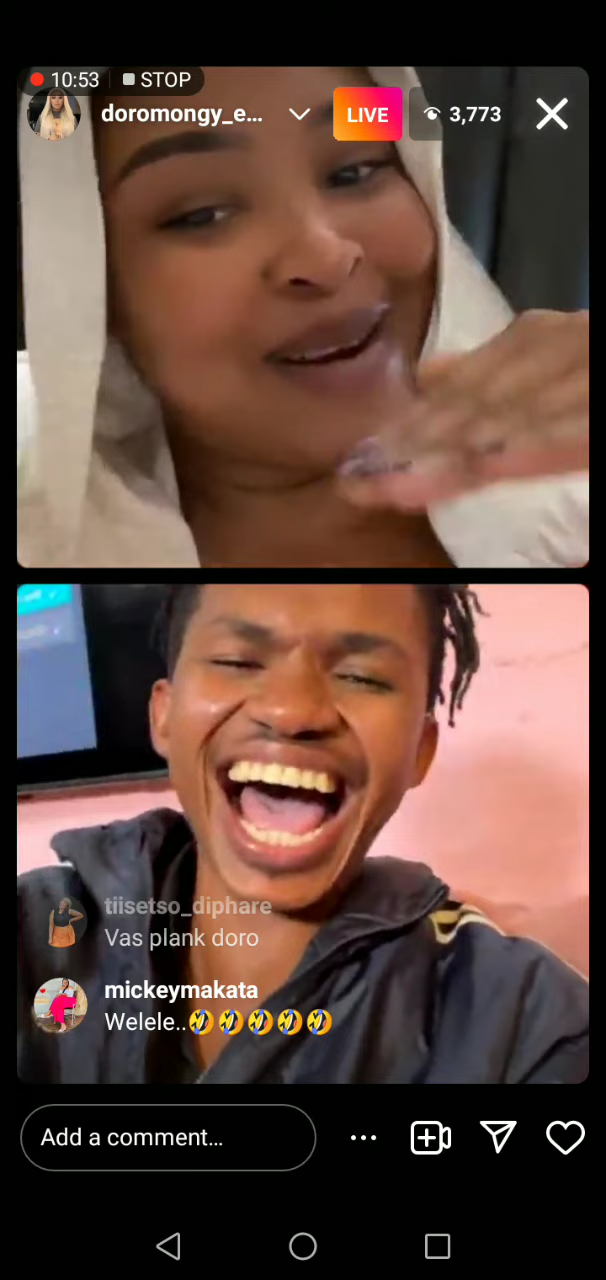 10:53 STOP
doromongy_e...
LIVE
3,773
tiisetso_diphare
Vas plank doro
mickeymakata
Welele..🤣🤣🤣🤣🤣
Add a comment...